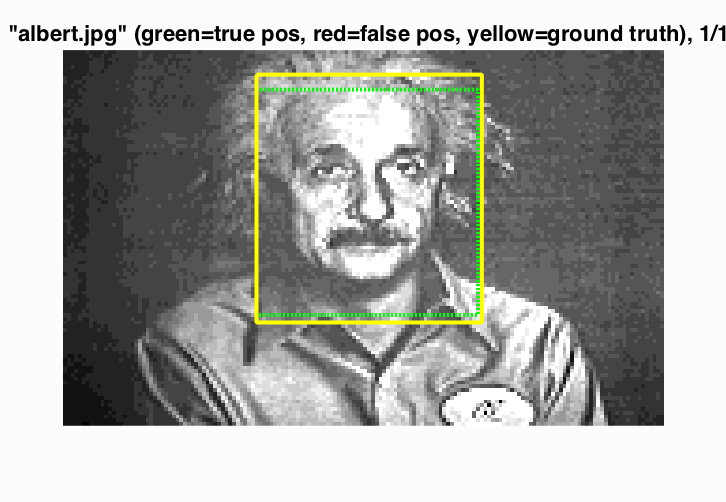 "albert.jpg" (green=true pos, red=false pos, yellow=ground truth), 1/1